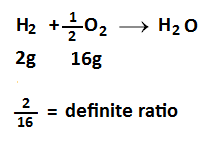 H₂ + 1/2 O₂ ⟶ H₂O
2g 16g
2/16 = definite ratio